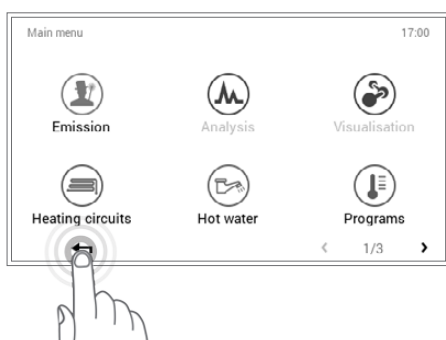 Main menu 17:00
Emission Analysis Visualisation
Heating circuits Hot water Programs
1/3